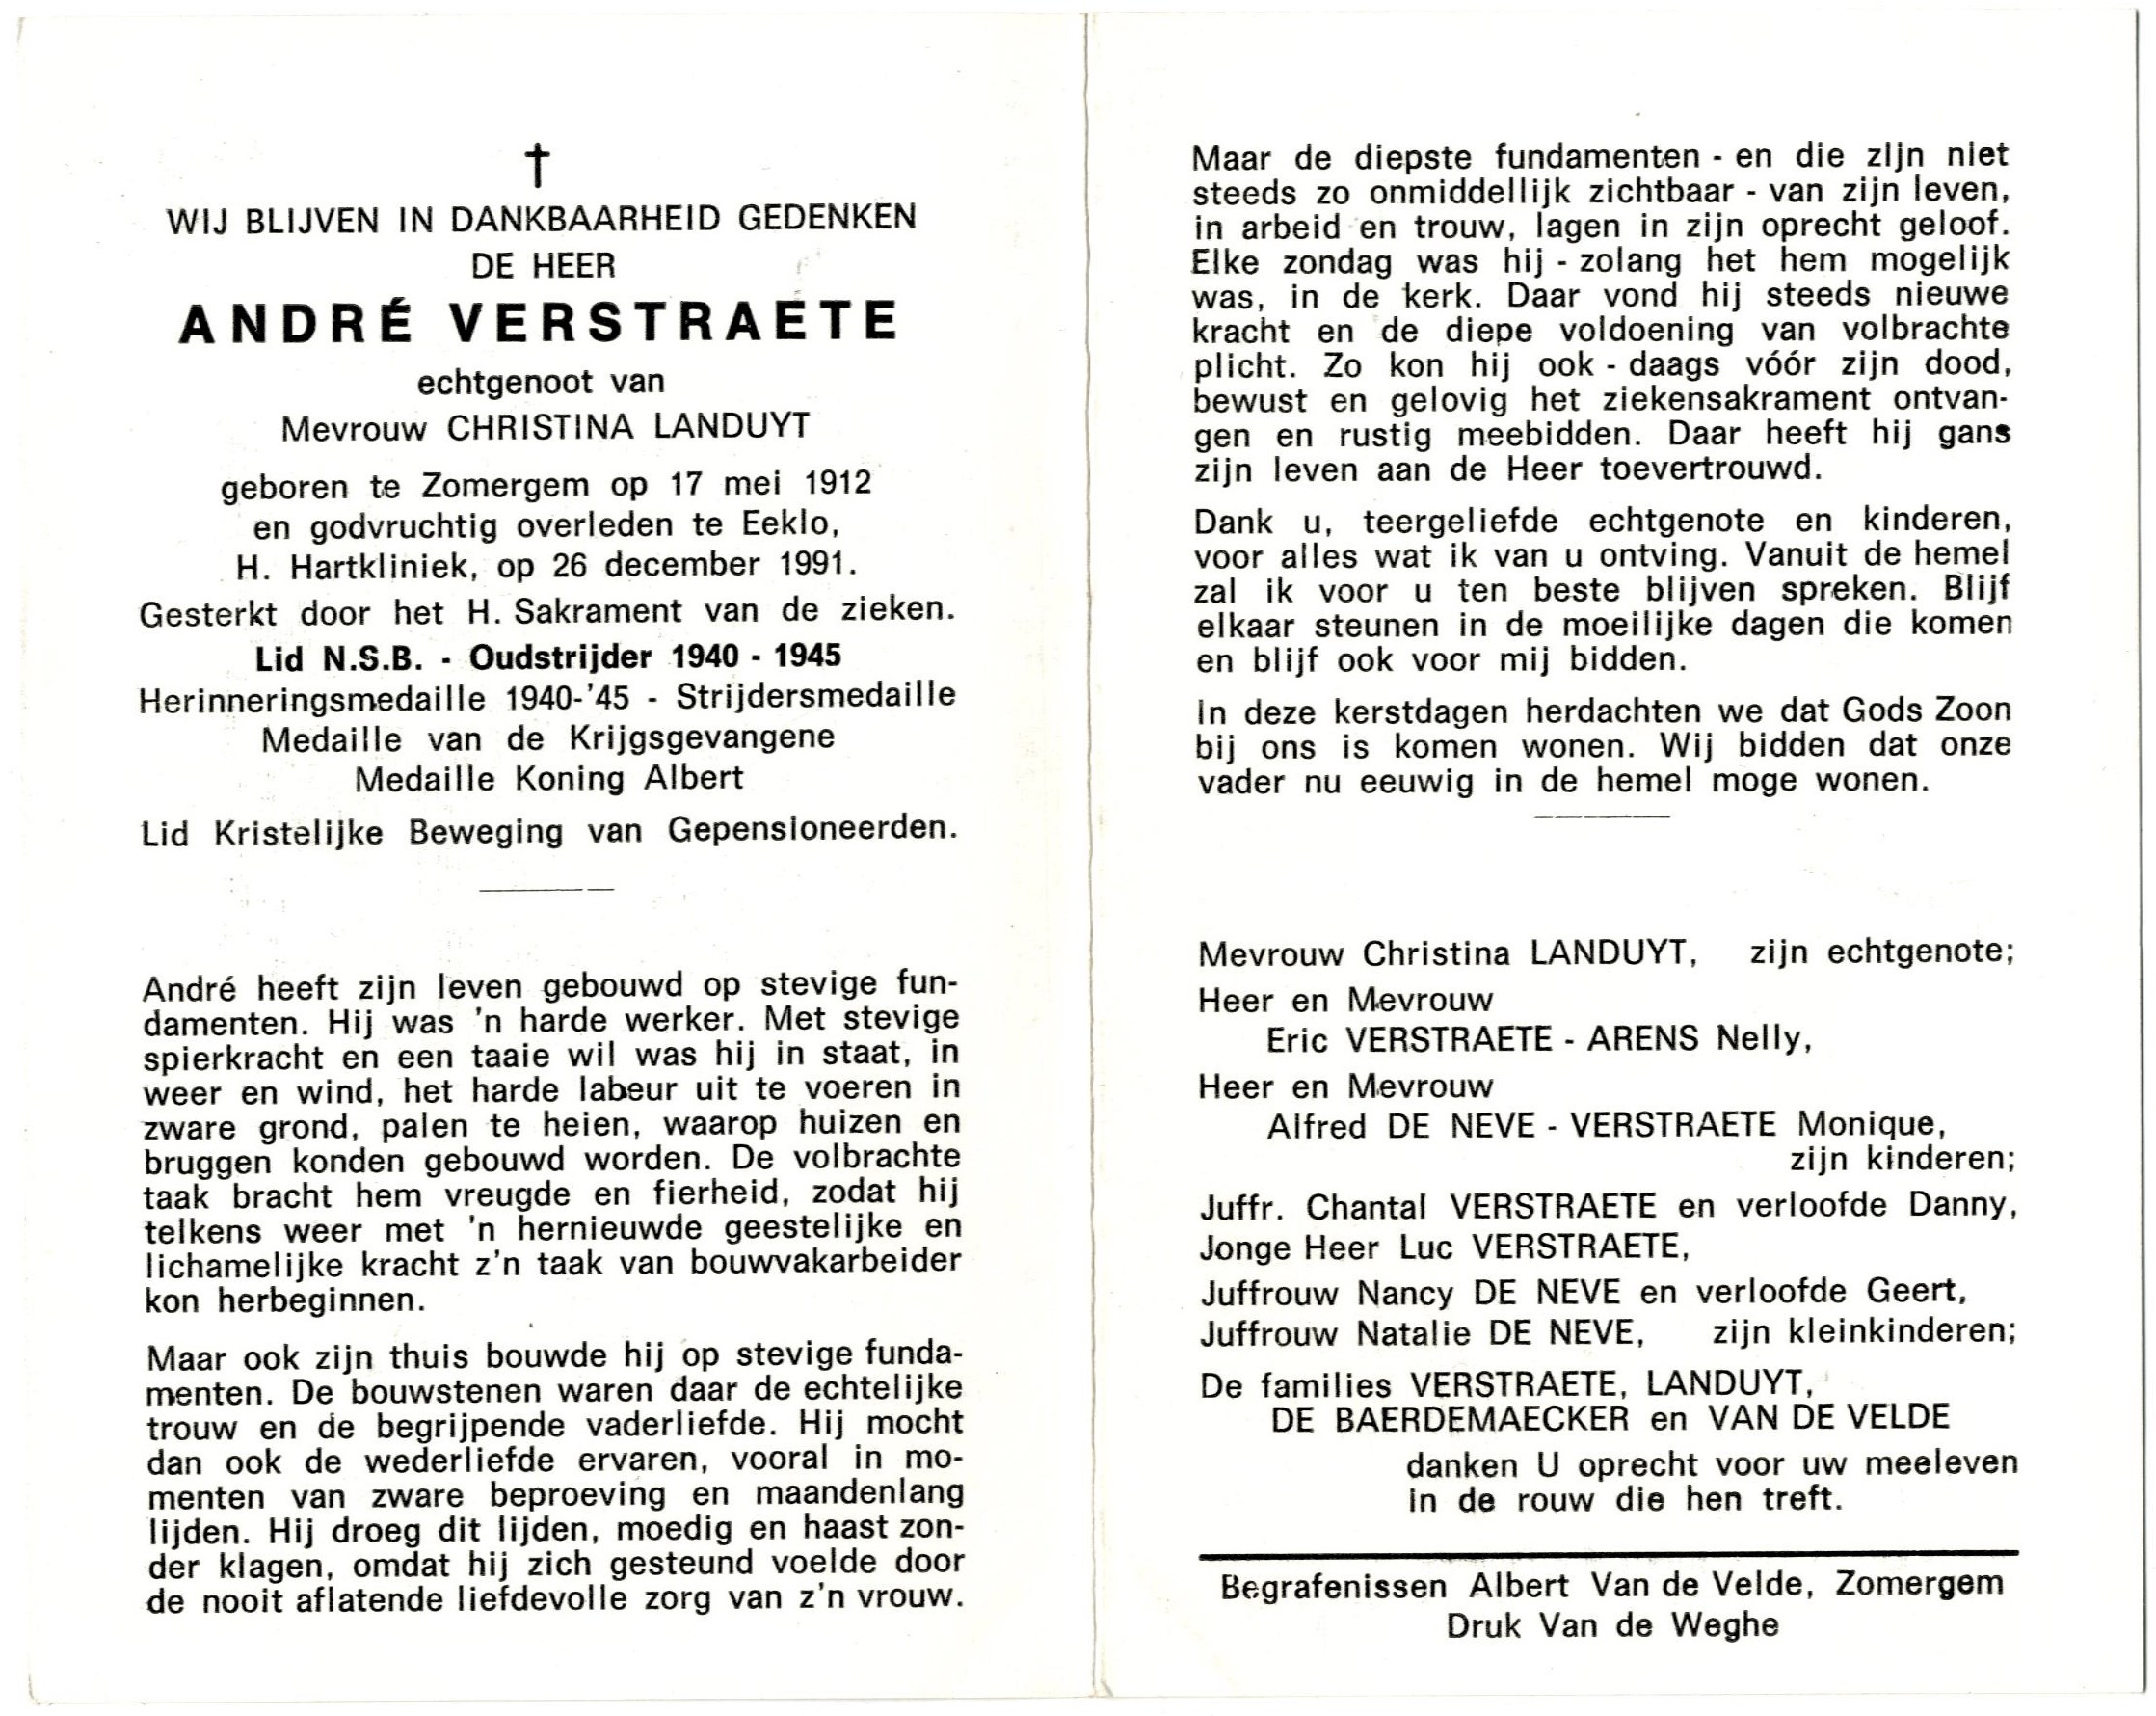 †
WIJ BLIJVEN IN DANKBAARHEID GEDENKEN
DE HEER
ANDRÉ VERSTRAETE
echtgenoot van
Mevrouw CHRISTINA LANDUYT
geboren te Zomergem op 17 mei 1912
en godvruchtig overleden te Eeklo,
H. Hartkliniek, op 26 december 1991.
Gesterkt door het H. Sakrament van de zieken.
Lid N.S.B. - Oudstrijder 1940 - 1945
Herinneringsmedaille 1940-'45 - Strijdersmedaille
Medaille van de Krijgsgevangene
Medaille Koning Albert
Lid Kristelijke Beweging van Gepensioneerden.
André heeft zijn leven gebouwd op stevige fun-
damenten. Hij was 'n harde werker. Met stevige
spierkracht en een taaie wil was hij in staat, in
weer en wind, het harde labeur uit te voeren in
zware grond, palen te heien, waarop huizen en
bruggen konden gebouwd worden. De volbrachte
taak bracht hem vreugde en fierheid, zodat hij
telkens weer met 'n hernieuwde geestelijke en
lichamelijke kracht z'n taak van bouwvakarbeider
kon herbeginnen.
Maar ook zijn thuis bouwde hij op stevige funda-
menten. De bouwstenen waren daar de echtelijke
trouw en de begrijpende vaderliefde. Hij mocht
dan ook de wederliefde ervaren, vooral in mo-
menten van zware beproeving en maandenlang
lijden. Hij droeg dit lijden, moedig en haast zon-
der klagen, omdat hij zich gesteund voelde door
de nooit aflatende liefdevolle zorg van z'n vrouw.
Maar de diepste fundamenten - en die zijn niet
steeds zo onmiddellijk zichtbaar - van zijn leven,
in arbeid en trouw, lagen in zijn oprecht geloof.
Elke zondag was hij - zolang het hem mogelijk
was, in de kerk. Daar vond hij steeds nieuwe
kracht en de diepe voldoening van volbrachte
plicht. Zo kon hij ook - daags vóór zijn dood,
bewust en gelovig het ziekensakrament ontvan-
gen en rustig meebidden. Daar heeft hij gans
zijn leven aan de Heer toevertrouwd.
Dank u, teergeliefde echtgenote en kinderen,
voor alles wat ik van u ontving. Vanuit de hemel
zal ik voor u ten beste blijven spreken. Blijf
elkaar steunen in de moeilijke dagen die komen
en blijf ook voor mij bidden.
In deze kerstdagen herdachten we dat Gods Zoon
bij ons is komen wonen. Wij bidden dat onze
vader nu eeuwig in de hemel moge wonen.
Mevrouw Christina LANDUYT, zijn echtgenote;
Heer en Mevrouw
Eric VERSTRAETE - ARENS Nelly,
Heer en Mevrouw
Alfred DE NEVE - VERSTRAETE Monique,
zijn kinderen;
Juffr. Chantal VERSTRAETE en verloofde Danny,
Jonge Heer Luc VERSTRAETE,
Juffrouw Nancy DE NEVE en verloofde Geert,
Juffrouw Natalie DE NEVE, zijn kleinkinderen;
De families VERSTRAETE, LANDUYT,
DE BAERDEMAECKER en VAN DE VELDE
danken U oprecht voor uw meeleven
in de rouw die hen treft.
Begrafenissen Albert Van de Velde, Zomergem
Druk Van de Weghe